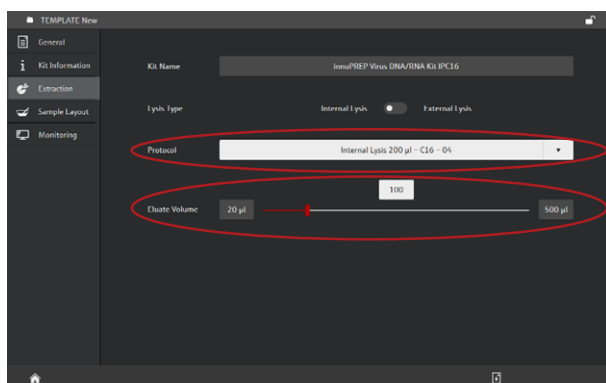 TEMPLATE New
General
Kit Information
Extraction
Sample Layout
Monitoring
Kit Name
innuPREP Virus DNA/RNA Kit IPC16
Lysis Type
Internal Lysis External Lysis
Protocol
Internal Lysis 200 µl – C16 – 04
100
Eluate Volume 20 µl 500 µl